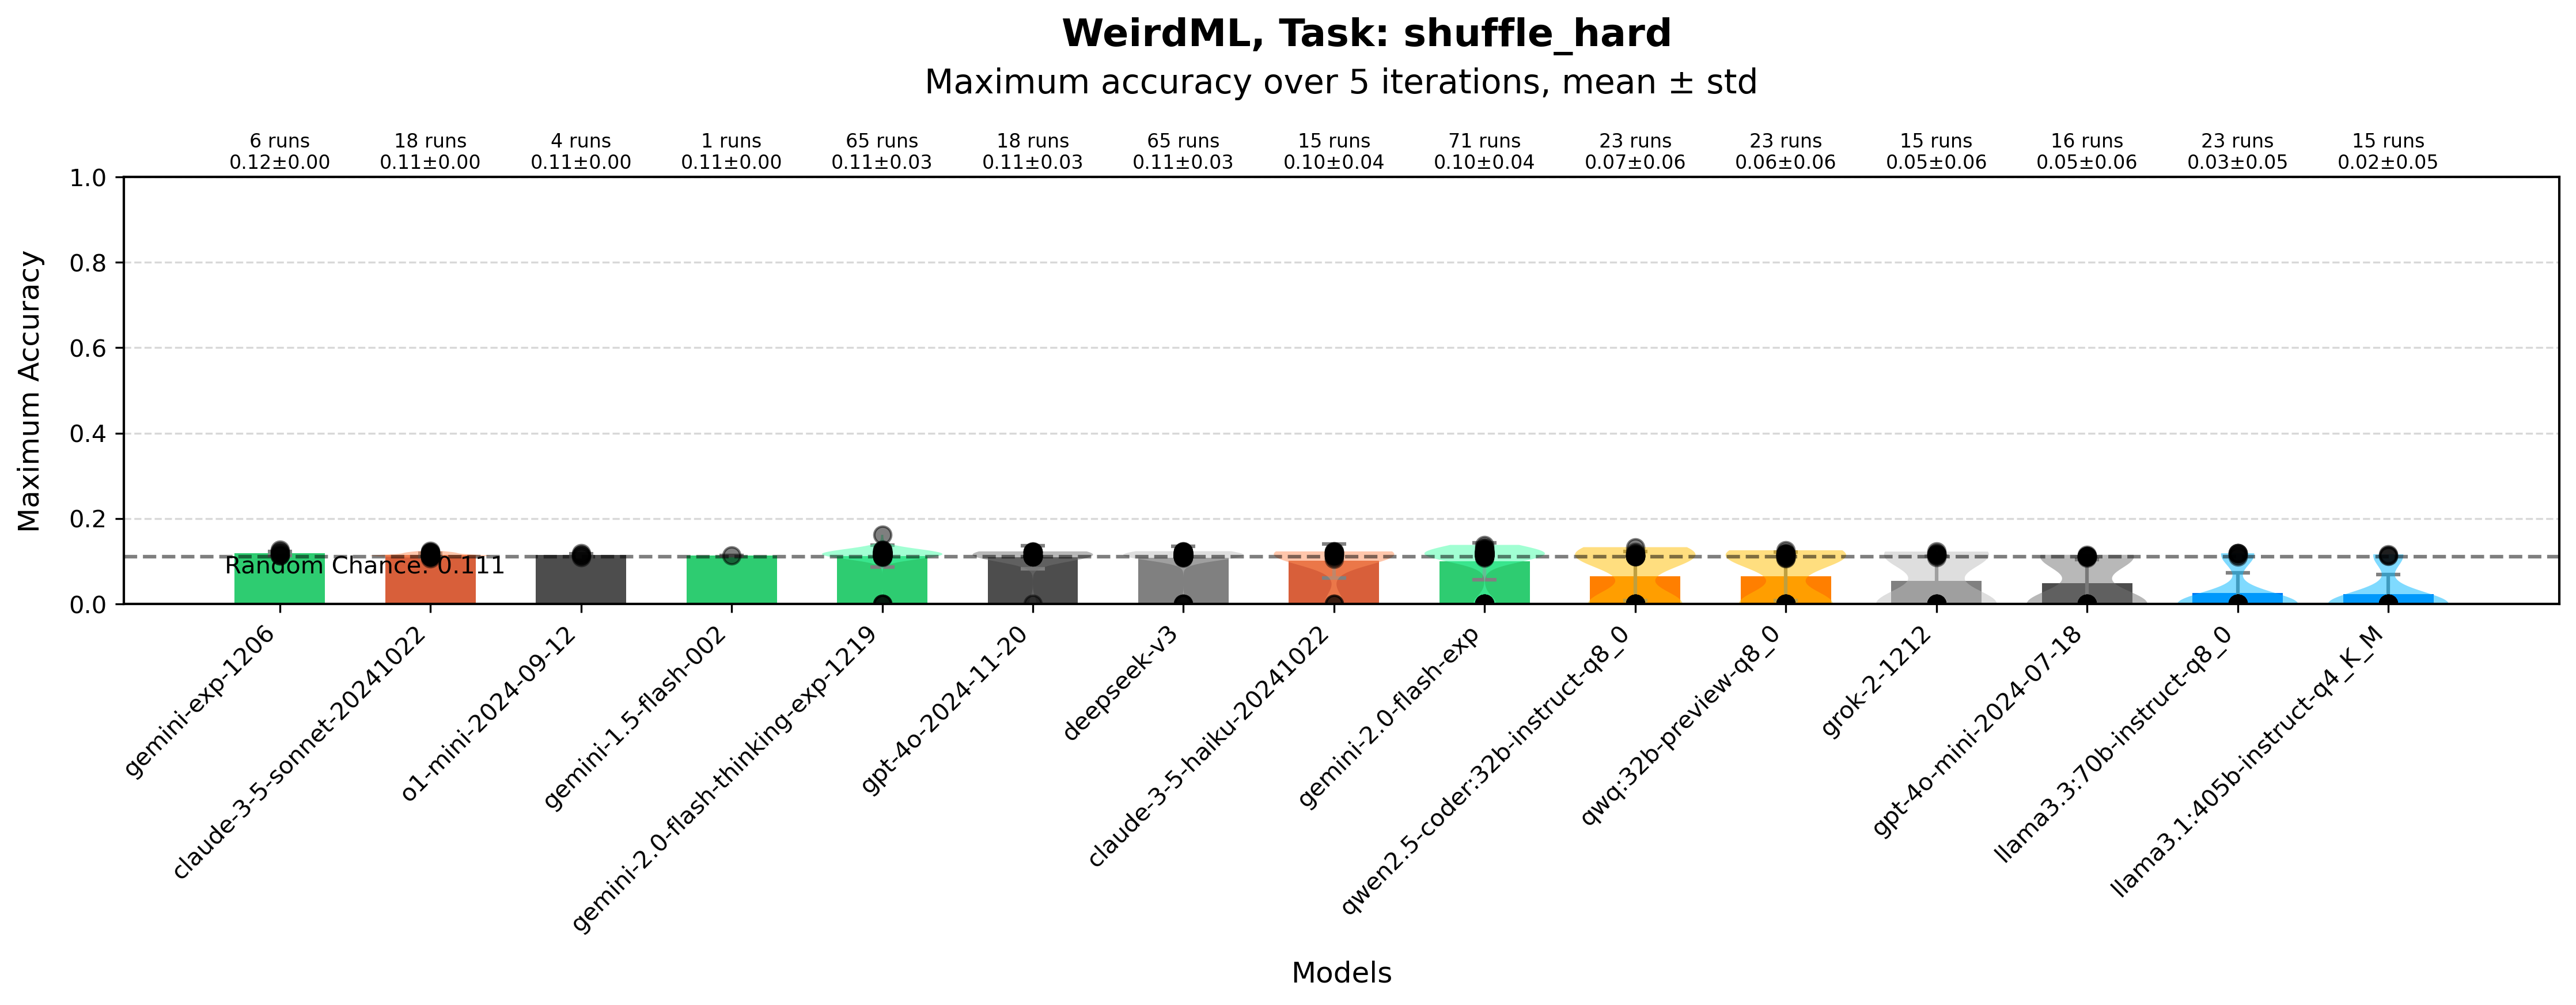 WeirdML, Task: shuffle_hard
Maximum accuracy over 5 iterations, mean ± std
6 runs 18 runs 4 runs 1 runs 65 runs 18 runs 65 runs 15 runs 71 runs 23 runs 23 runs 15 runs 16 runs 23 runs 15 runs
0.12±0.00 0.11±0.00 0.11±0.00 0.11±0.00 0.11±0.03 0.11±0.03 0.11±0.03 0.10±0.04 0.10±0.04 0.07±0.06 0.06±0.06 0.05±0.06 0.05±0.06 0.03±0.05 0.02±0.05
Maximum Accuracy
1.0
0.8
0.6
0.4
0.2
0.0
Random Chance: 0.111
gemini-exp-1206
claude-3-5-sonnet-20241022
o1-mini-2024-09-12
gemini-1.5-flash-002
gemini-2.0-flash-thinking-exp-1219
gpt-4o-2024-11-20
deepseek-v3
claude-3-5-haiku-20241022
gemini-2.0-flash-exp
qwen2.5-coder:32b-instruct-q8_0
qwq:32b-preview-q8_0
grok-2-1212
gpt-4o-mini-2024-07-18
llama3.3:70b-instruct-q8_0
llama3.1:405b-instruct-q4_K_M
Models